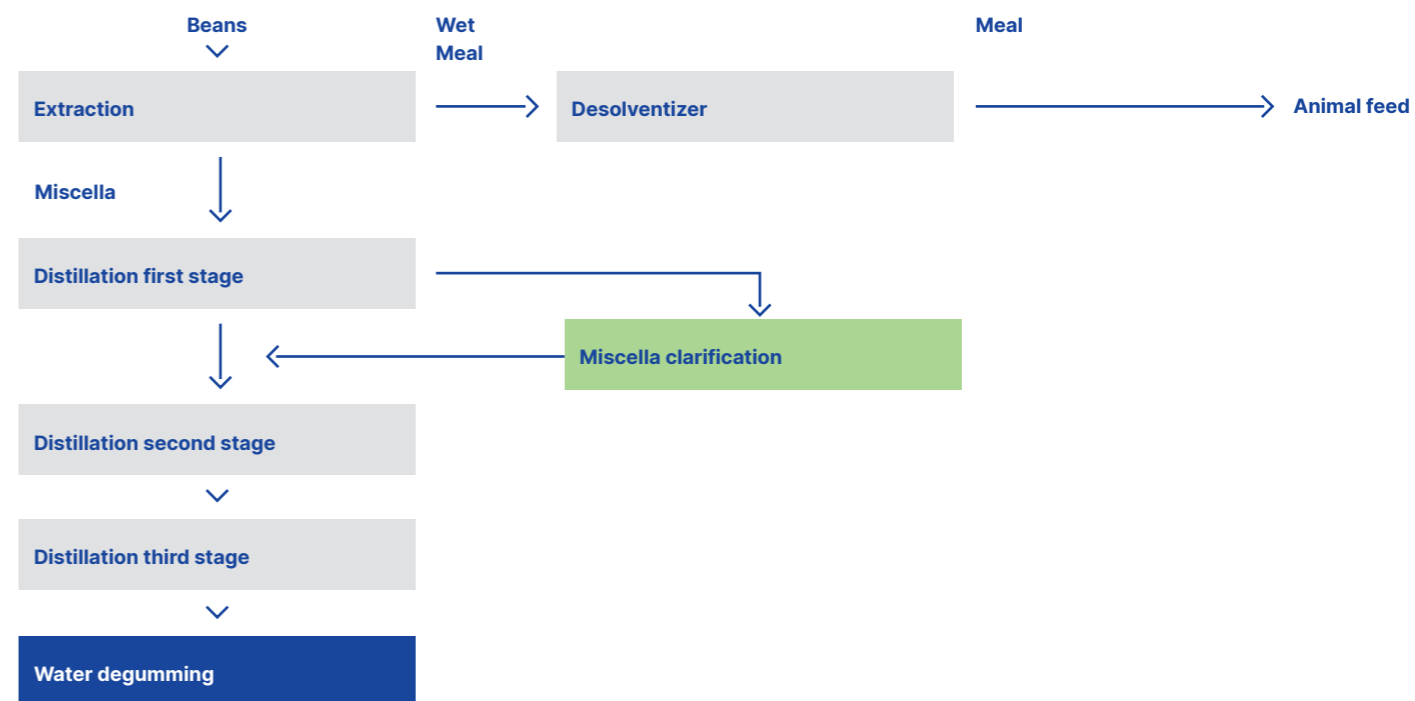 Beans
Wet
Meal
Meal
Extraction
Desolventizer
Animal feed
Miscella
Distillation first stage
Miscella clarification
Distillation second stage
Distillation third stage
Water degumming